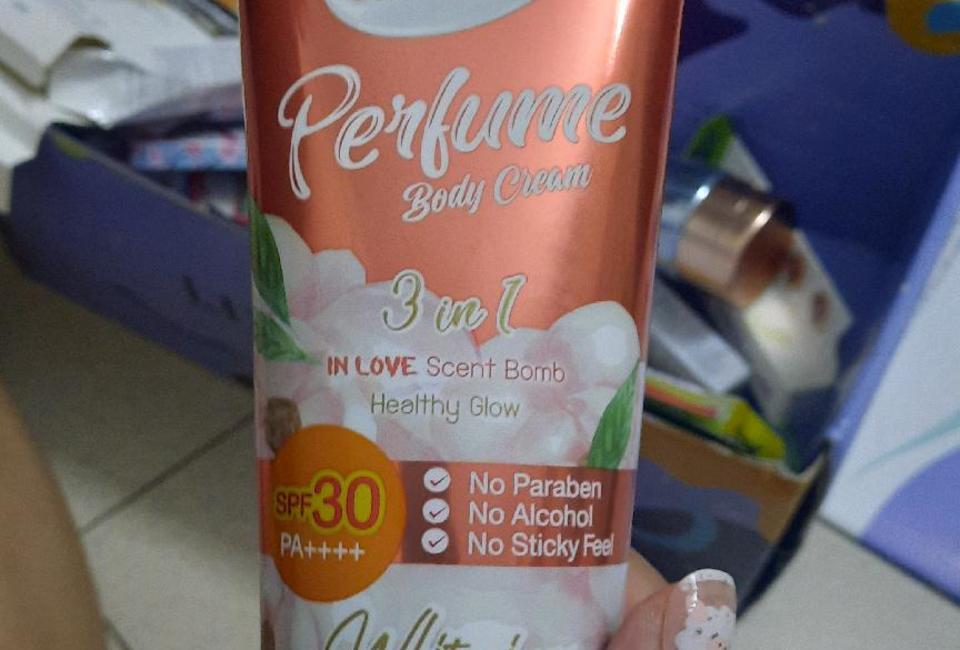 Perfume
Body Cream
3 in 1
IN LOVE Scent Bomb
Healthy Glow
SPF30
PA++++
No Paraben
No Alcohol
No Sticky Feel